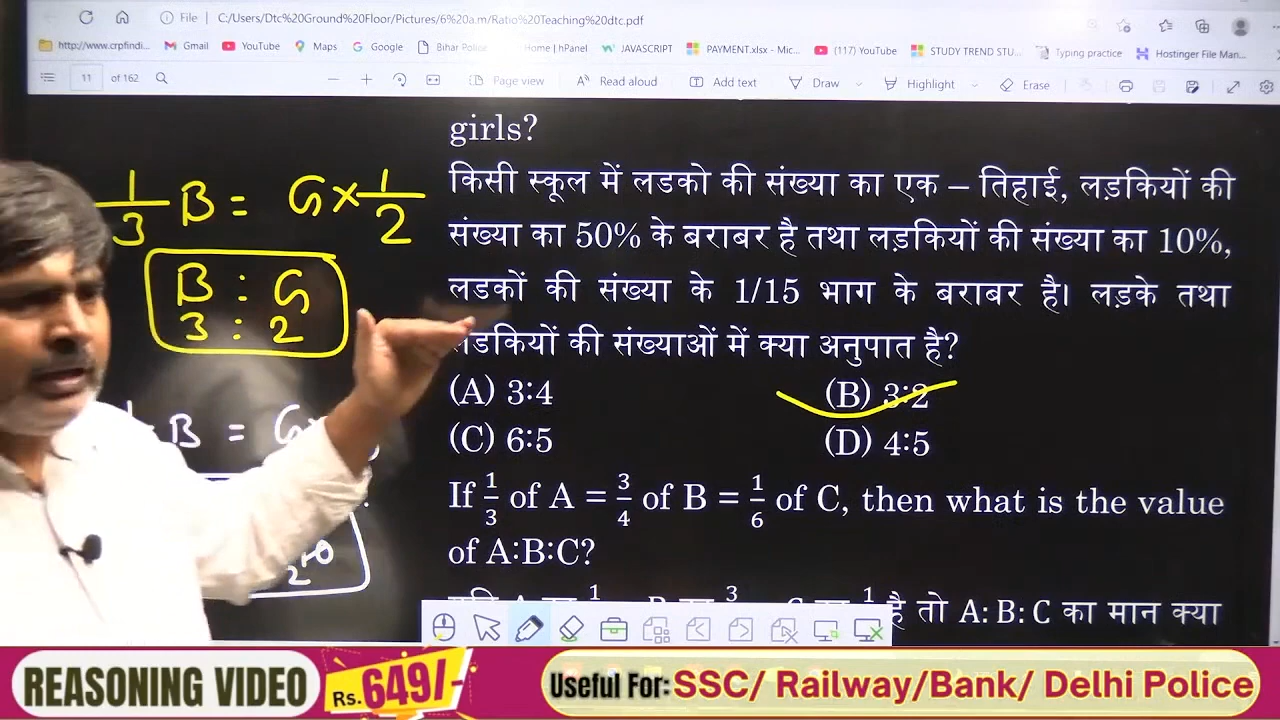 File | C:/Users/Dtc%20Ground%20Floor/Pictures/6%20a.m/Ratio%20Teaching%20dtc.pdf
http://www.crpfindi... Gmail YouTube Maps Google Bihar Police Home | hPanel JAVASCRIPT PAYMENT.xlsx - Mic... (117) YouTube STUDY TREND STU... Typing practice Hostinger File Man...
11 of 162 Page view Read aloud Add text Draw Highlight Erase
girls?
किसी स्कूल में लडको की संख्या का एक – तिहाई, लड़कियों की
संख्या का 50% के बराबर है तथा लड़कियों की संख्या का 10%,
लडकों की संख्या के 1/15 भाग के बराबर है। लड़के तथा
लडकियों की संख्याओं में क्या अनुपात है?
(A) 3:4 (B) 3:2
(C) 6:5 (D) 4:5
If 1/3 of A = 3/4 of B = 1/6 of C, then what is the value
of A:B:C?
है तो A: B: C का मान क्या
1/3 B = G × 1/2
B : G
3 : 2
B = G
REASONING VIDEO Rs. 649/-
Useful For: SSC/ Railway/Bank/ Delhi Police